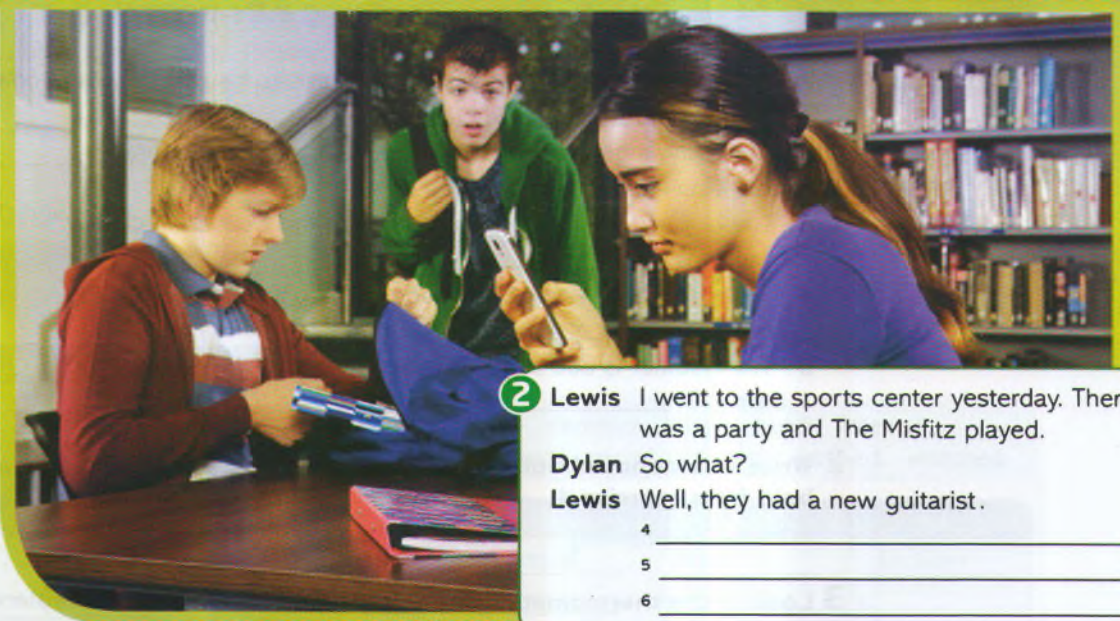 2 Lewis I went to the sports center yesterday. Ther
was a party and The Misfitz played.
Dylan So what?
Lewis Well, they had a new guitarist.
4
5
6